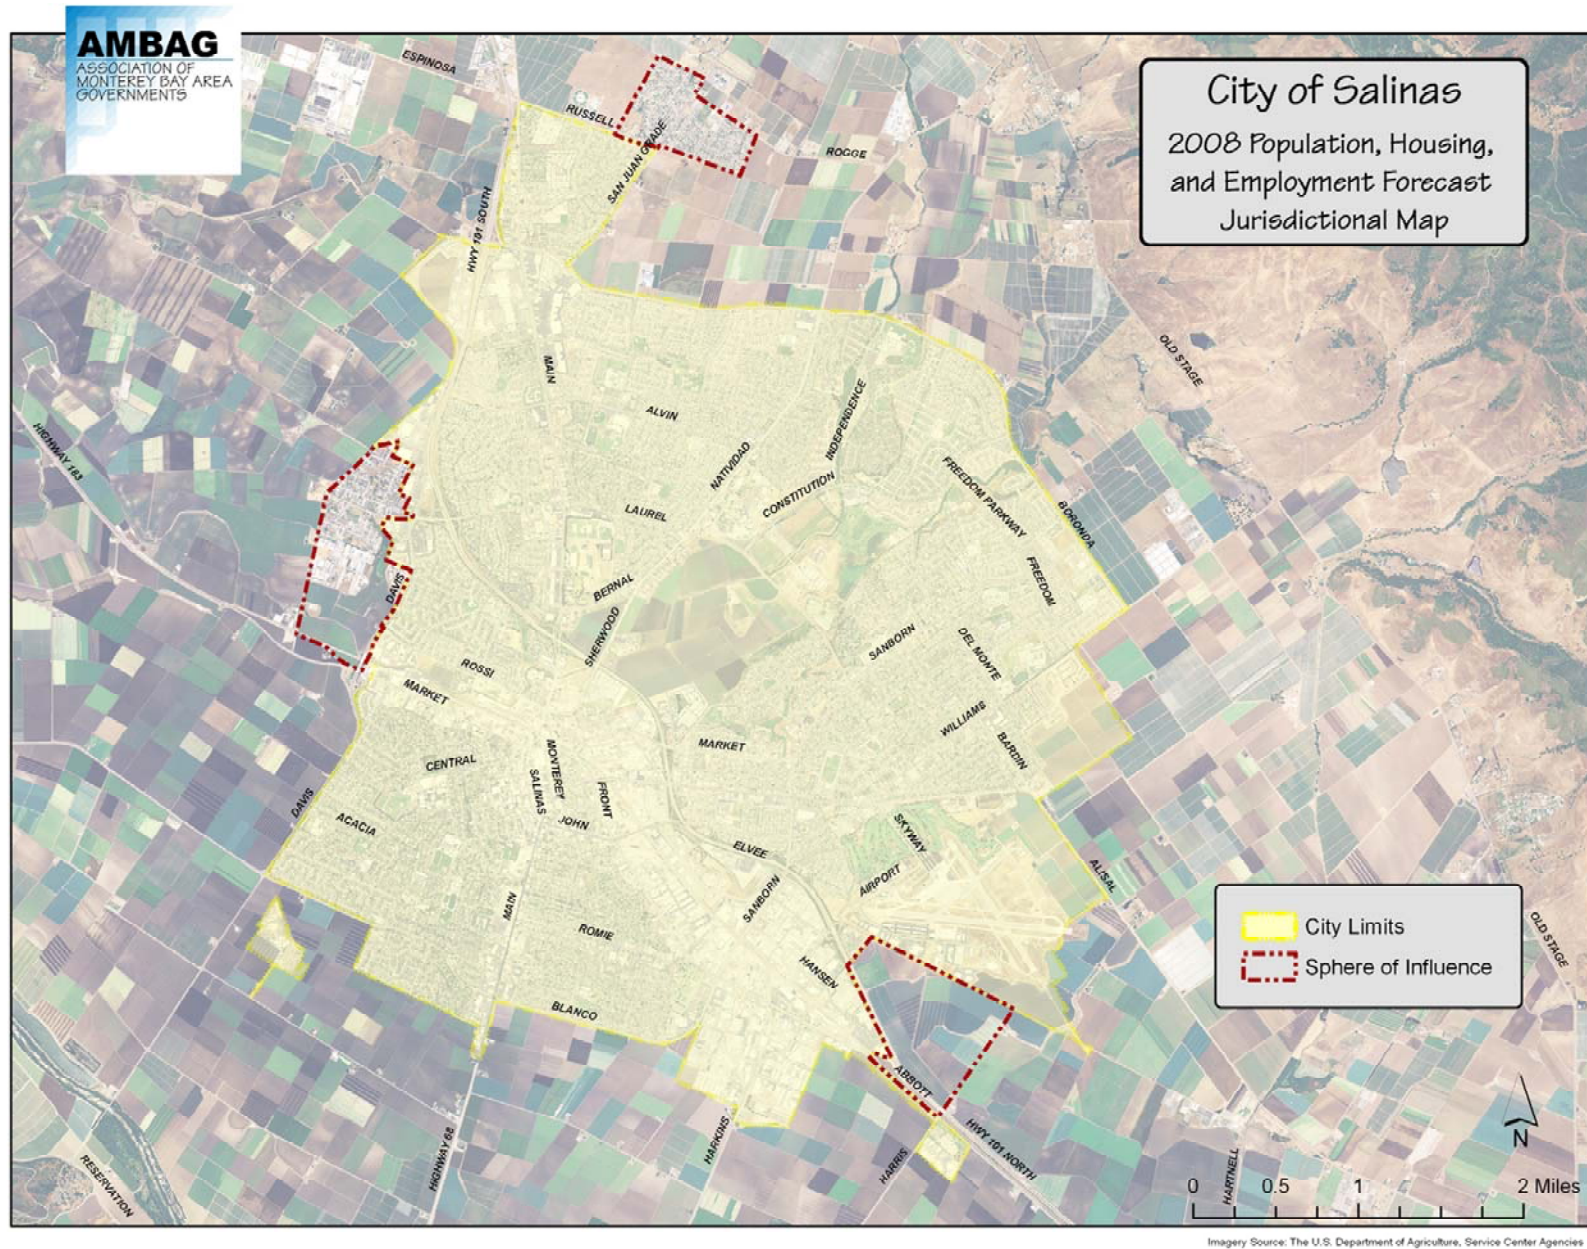 AMBAG
ASSOCIATION OF
MONTEREY BAY AREA
GOVERNMENTS
City of Salinas
2008 Population, Housing,
and Employment Forecast
Jurisdictional Map
ESPINOSA
RUSSELL
SAN JUAN GRADE
ROGGE
HWY 101 SOUTH
OLD STAGE
MAIN
ALVIN
INDEPENDENCE
NATIVIDAD
CONSTITUTION
HIGHWAY 183
FREEDOM PARKWAY
BORONDA
LAUREL
DAVIS
BERNAL
FREEDOM
SHERWOOD
SANBORN
DEL MONTE
ROSSI
MARKET
WILLIAMS
BARDIN
MARKET
CENTRAL
MONTEREY
SALINAS
FRONT
DAVIS
ACACIA
JOHN
SKYWAY
ELVEE
AIRPORT
ALISAL
SANBORN
MAIN
ROMIE
HANSEN
BLANCO
OLD STAGE
City Limits
Sphere of Influence
ABBOTT
HARKINS
HARRIS
HWY 101 NORTH
HIGHWAY 68
RESERVATION
HARTNELL
N
0 0.5 1 2 Miles
Imagery Source: The U.S. Department of Agriculture, Service Center Agencies